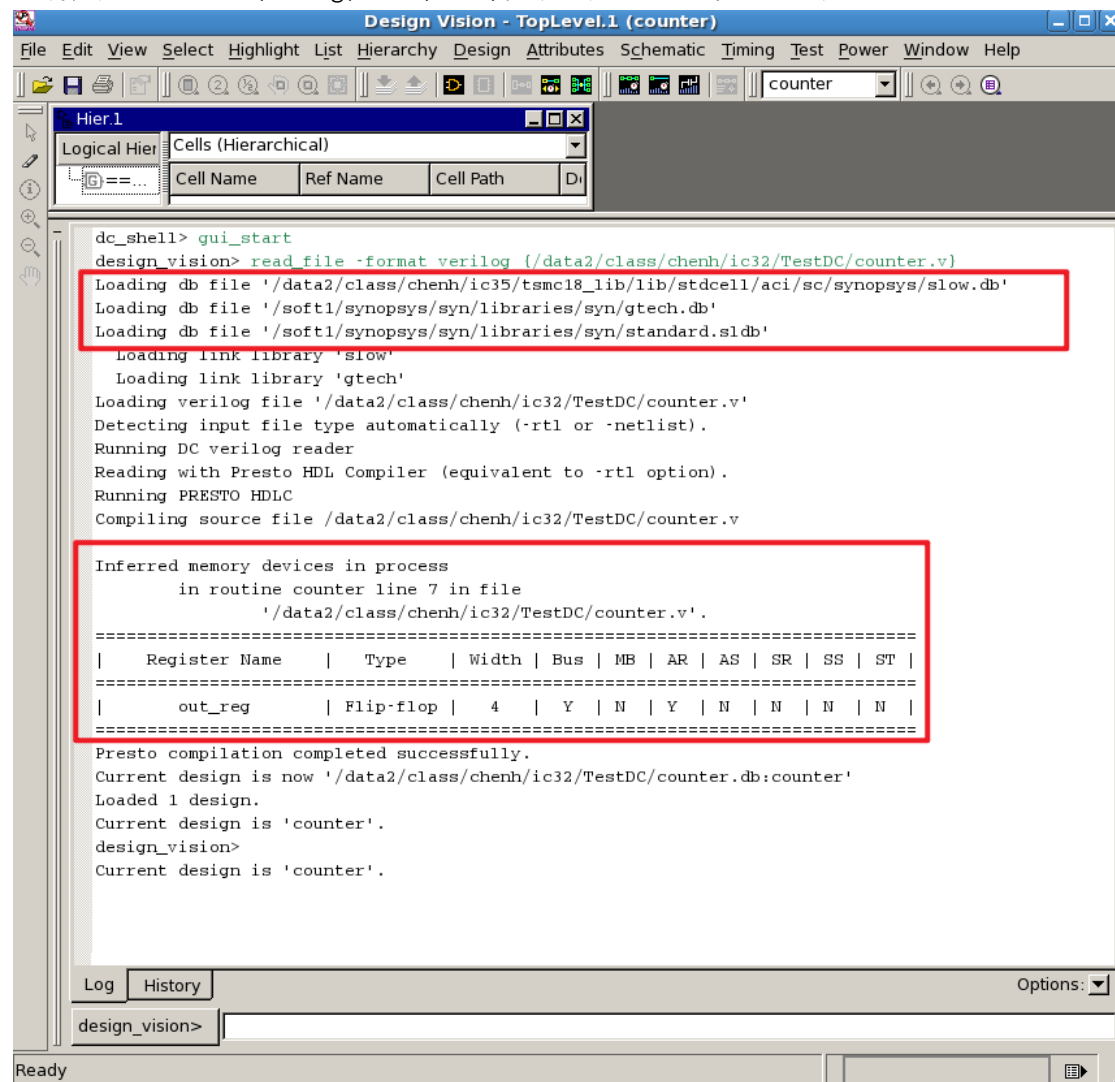 Design Vision - TopLevel.1 (counter)
File Edit View Select Highlight List Hierarchy Design Attributes Schematic Timing Test Power Window Help
counter
Hier.1
Logical Hier Cells (Hierarchical)
==... Cell Name Ref Name Cell Path
dc_shell> gui_start
design_vision> read_file -format verilog {/data2/class/chenh/ic32/TestDC/counter.v}
Loading db file '/data2/class/chenh/ic35/tsmc18_lib/lib/stdcell/aci/sc/synopsys/slow.db'
Loading db file '/soft1/synopsys/syn/libraries/syn/gtech.db'
Loading db file '/soft1/synopsys/syn/libraries/syn/standard.sldb'
  Loading link library 'slow'
  Loading link library 'gtech'
Loading verilog file '/data2/class/chenh/ic32/TestDC/counter.v'
Detecting input file type automatically (-rtl or -netlist).
Running DC verilog reader
Reading with Presto HDL Compiler (equivalent to -rtl option).
Running PRESTO HDLC
Compiling source file /data2/class/chenh/ic32/TestDC/counter.v
Inferred memory devices in process
        in routine counter line 7 in file
                '/data2/class/chenh/ic32/TestDC/counter.v'.
===============================================================================
|    Register Name    |   Type    | Width | Bus | MB | AR | AS | SR | SS | ST |
===============================================================================
|       out_reg       | Flip-flop |   4   |  Y  | N  | Y  | N  | N  | N  | N  |
===============================================================================
Presto compilation completed successfully.
Current design is now '/data2/class/chenh/ic32/TestDC/counter.db:counter'
Loaded 1 design.
Current design is 'counter'.
design_vision>
Current design is 'counter'.
Log History Options:
design_vision>
Ready